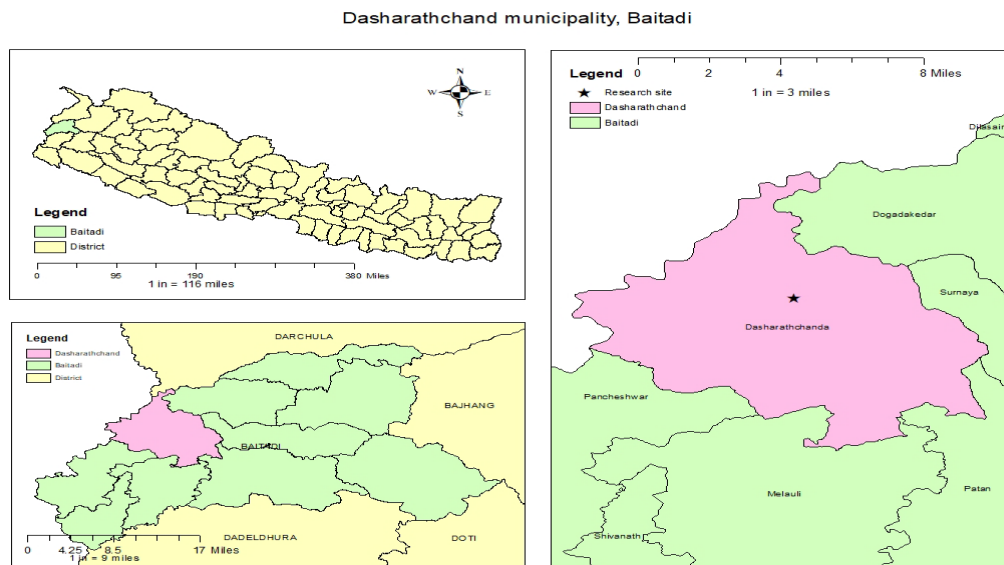 Dasharathchand municipality, Baitadi
N
W E
S
Legend
Baitadi
District
0 95 190 380 Miles
1 in = 116 miles
Legend
Dasharathchand
Baitadi
District
DARCHULA
BAJHANG
BAITADI
DADELDHURA
DOTI
0 4.25 8.5 17 Miles
1 in = 9 miles
Legend
Research site
Dasharathchand
Baitadi
0 2 4 8 Miles
1 in = 3 miles
Dilasain
Dogadakedar
Surnaya
Dasharathchanda
Pancheshwar
Melauli
Patan
Shivanath